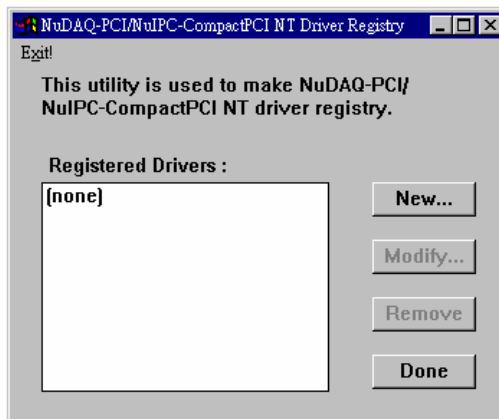 NuDAQ-PCI/NuIPC-CompactPCI NT Driver Registry
Exit!
This utility is used to make NuDAQ-PCI/
NuIPC-CompactPCI NT driver registry.
Registered Drivers :
(none)
New...
Modify...
Remove
Done